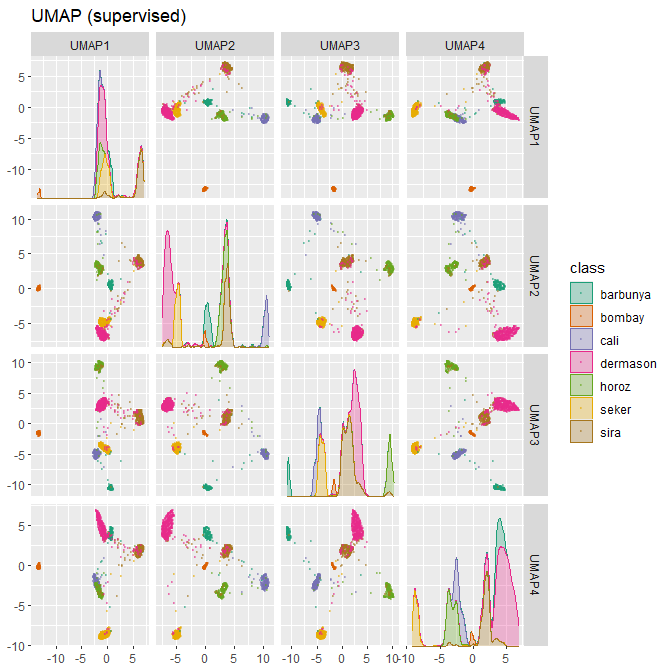 UMAP (supervised)
UMAP1 UMAP2 UMAP3 UMAP4
5
0
-5
-10
UMAP1
10
5
0
-5
UMAP2
10
5
0
-5
-10
UMAP3
5
0
-5
-10
UMAP4
-10 -5 0 5 -5 0 5 10 -10 -5 0 5 10 -10 -5 0 5
class
barbunya
bombay
cali
dermason
horoz
seker
sira